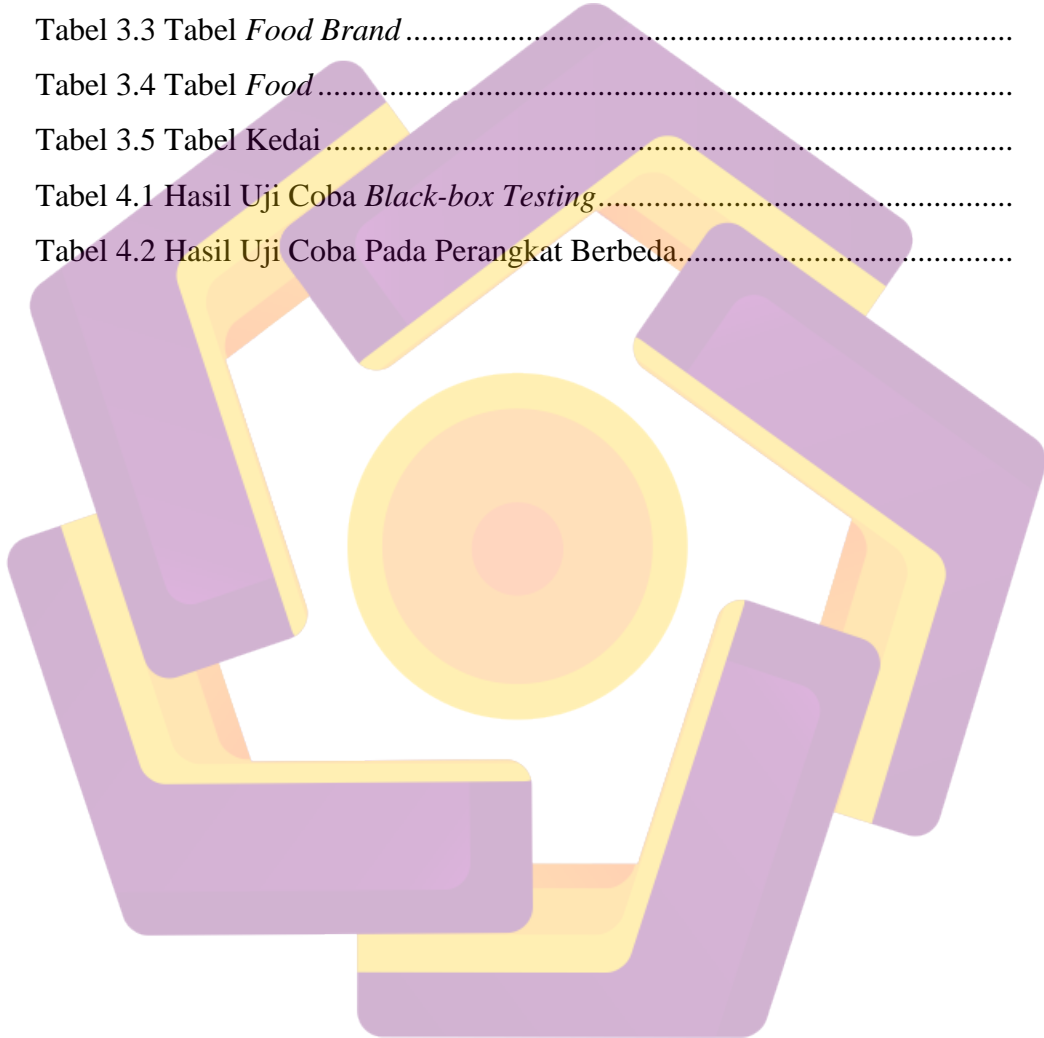 Tabel 3.3 Tabel Food Brand...........................................................................
Tabel 3.4 Tabel Food......................................................................................
Tabel 3.5 Tabel Kedai.....................................................................................
Tabel 4.1 Hasil Uji Coba Black-box Testing...................................................
Tabel 4.2 Hasil Uji Coba Pada Perangkat Berbeda.........................................